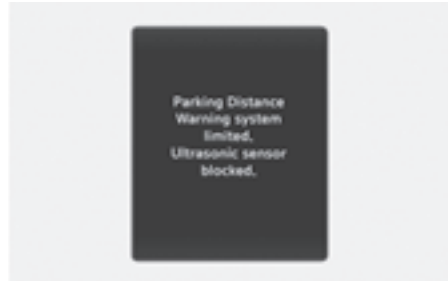 Parking Distance
Warning system
limited.
Ultrasonic sensor
blocked.